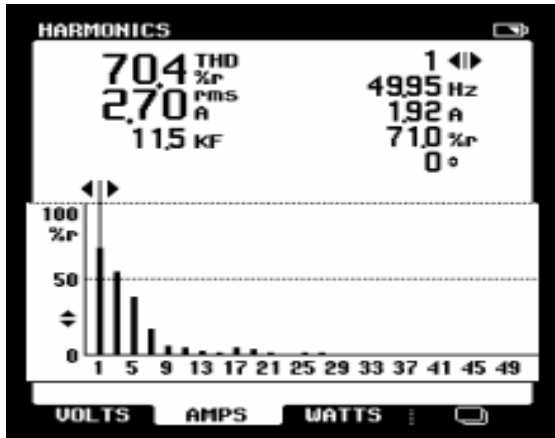 HARMONICS
70.4 THD %r
2.70 rms A
11.5 KF
1
49.95 Hz
1.92 A
71.0 %r
0 °
100
%r
50
0
1 5 9 13 17 21 25 29 33 37 41 45 49
VOLTS AMPS WATTS